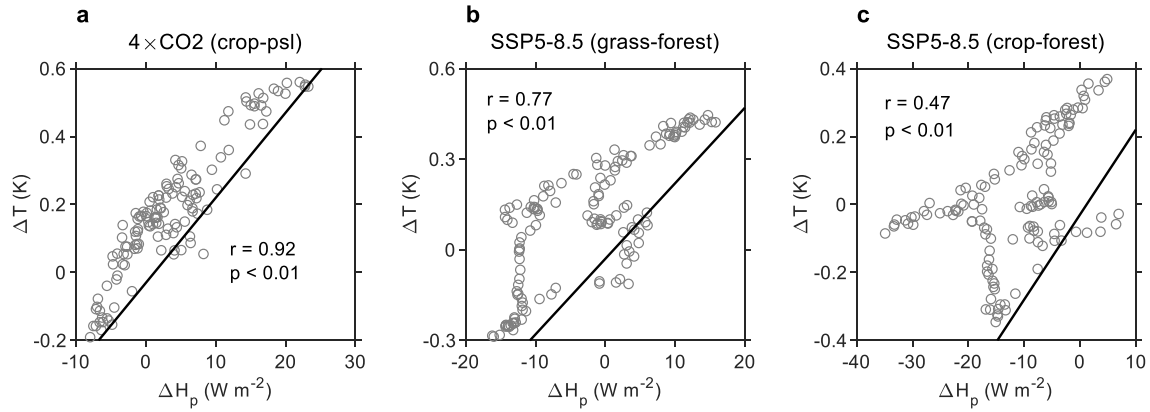 a
4×CO2 (crop-psl)
0.6
0.4
0.2
0
-0.2
-10
0
10
20
30
ΔT (K)
ΔHₚ (W m⁻²)
r = 0.92
p < 0.01
b
SSP5-8.5 (grass-forest)
0.6
0.3
0
-0.3
-20
-10
0
10
20
ΔT (K)
ΔHₚ (W m⁻²)
r = 0.77
p < 0.01
c
SSP5-8.5 (crop-forest)
0.4
0.2
0
-0.2
-0.4
-40
-30
-20
-10
0
10
ΔT (K)
ΔHₚ (W m⁻²)
r = 0.47
p < 0.01